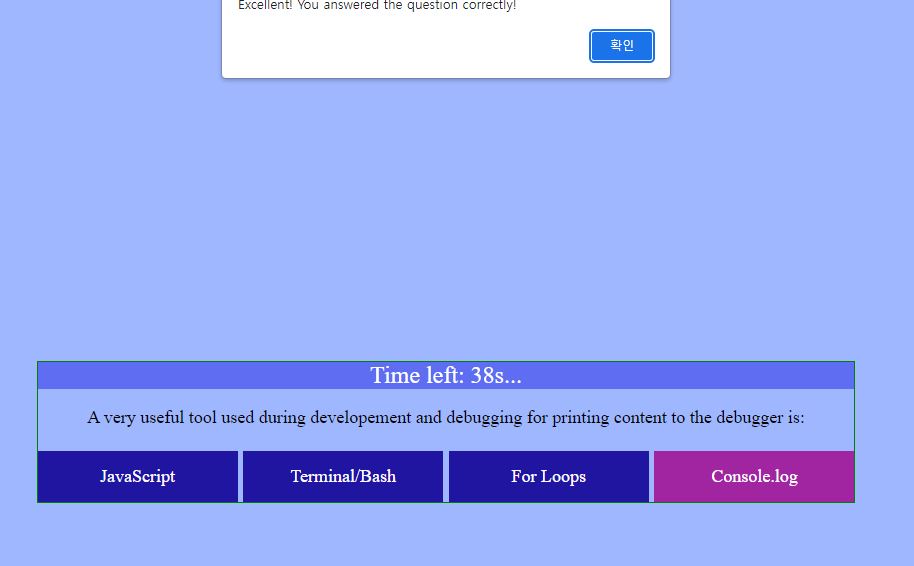 Excellent! You answered the question correctly!
확인
Time left: 38s...
A very useful tool used during developement and debugging for printing content to the debugger is:
JavaScript
Terminal/Bash
For Loops
Console.log